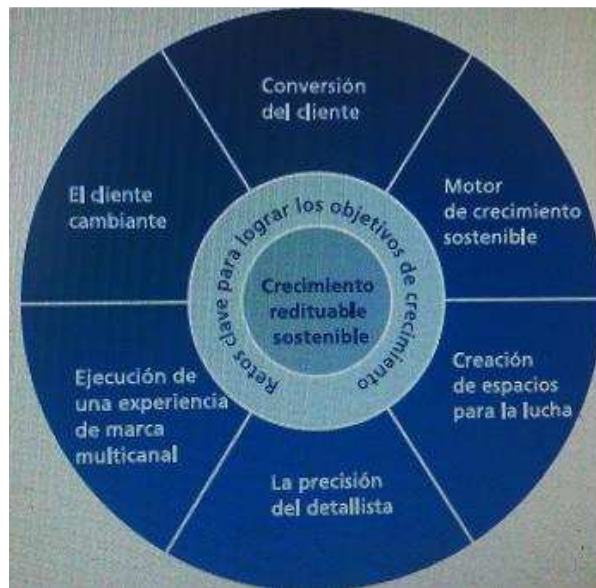 Conversión
del cliente
Motor
de crecimiento
sostenible
Creación
de espacios
para la lucha
La precisión
del detallista
Ejecución de
una experiencia
de marca
multicanal
El cliente
cambiante
Retos clave para lograr los objetivos de crecimiento
Crecimiento
redituable
sostenible